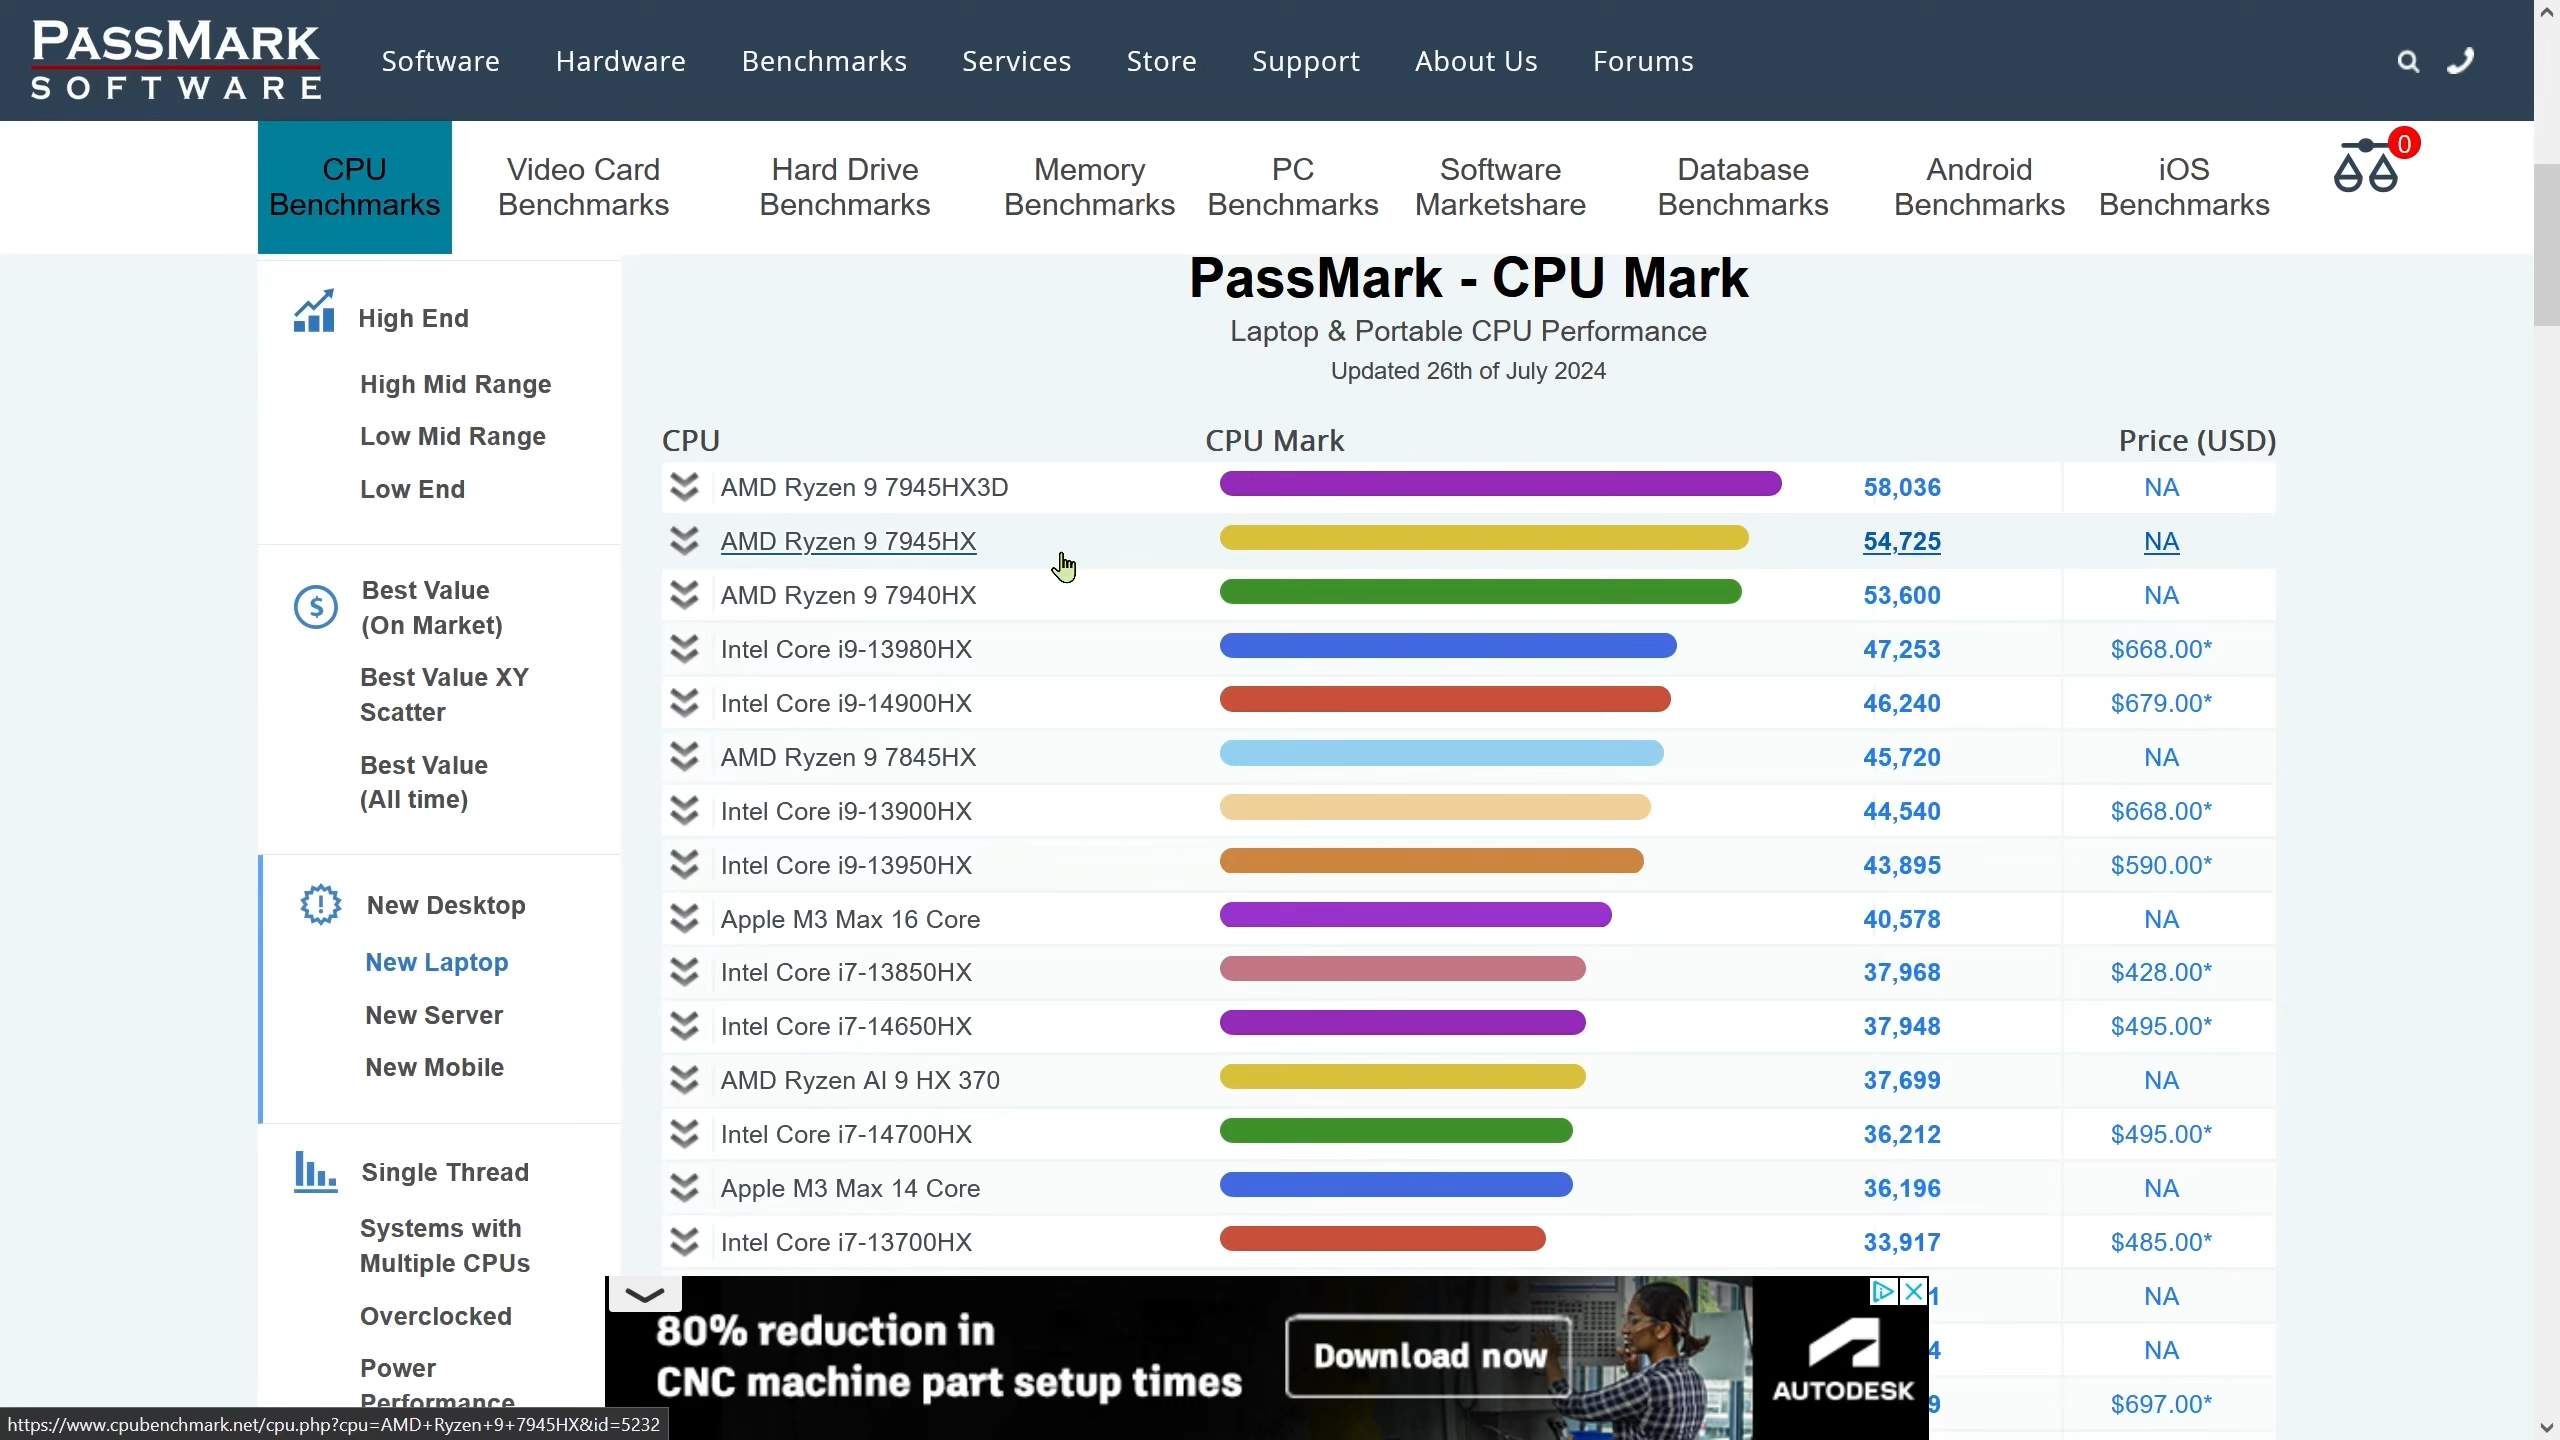 PASSMARK
SOFTWARE
Software Hardware Benchmarks Services Store Support About Us Forums
0
CPU Benchmarks
Video Card Benchmarks
Hard Drive Benchmarks
Memory Benchmarks
PC Benchmarks
Software Marketshare
Database Benchmarks
Android Benchmarks
iOS Benchmarks
High End
High Mid Range
Low Mid Range
Low End
Best Value
(On Market)
Best Value XY
Scatter
Best Value
(All time)
New Desktop
New Laptop
New Server
New Mobile
Single Thread
Systems with
Multiple CPUs
Overclocked
Power
Performance
PassMark - CPU Mark
Laptop & Portable CPU Performance
Updated 26th of July 2024
CPU CPU Mark Price (USD)
AMD Ryzen 9 7945HX3D 58,036 NA
AMD Ryzen 9 7945HX 54,725 NA
AMD Ryzen 9 7940HX 53,600 NA
Intel Core i9-13980HX 47,253 $668.00*
Intel Core i9-14900HX 46,240 $679.00*
AMD Ryzen 9 7845HX 45,720 NA
Intel Core i9-13900HX 44,540 $668.00*
Intel Core i9-13950HX 43,895 $590.00*
Apple M3 Max 16 Core 40,578 NA
Intel Core i7-13850HX 37,968 $428.00*
Intel Core i7-14650HX 37,948 $495.00*
AMD Ryzen AI 9 HX 370 37,699 NA
Intel Core i7-14700HX 36,212 $495.00*
Apple M3 Max 14 Core 36,196 NA
Intel Core i7-13700HX 33,917 $485.00*
1 NA
4 NA
9 $697.00*
80% reduction in
CNC machine part setup times
Download now
AUTODESK
https://www.cpubenchmark.net/cpu.php?cpu=AMD+Ryzen+9+7945HX&id=5232